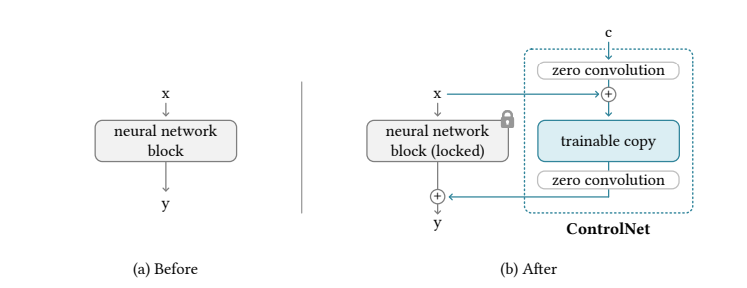 x
neural network
block
y
(a) Before
c
zero convolution
x
+
neural network
block (locked)
trainable copy
zero convolution
+
y
ControlNet
(b) After